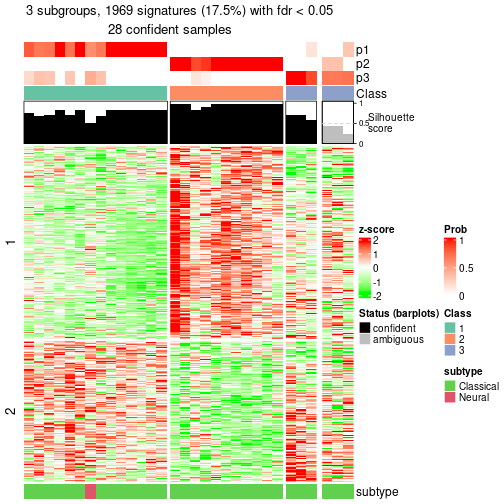 3 subgroups, 1969 signatures (17.5%) with fdr < 0.05
28 confident samples
p1
p2
p3
Class
1
0.5
0
Silhouette
score
1
2
z-score
2
1
0
-1
-2
Prob
1
0.5
0
Status (barplots)
confident
ambiguous
Class
1
2
3
subtype
Classical
Neural
subtype